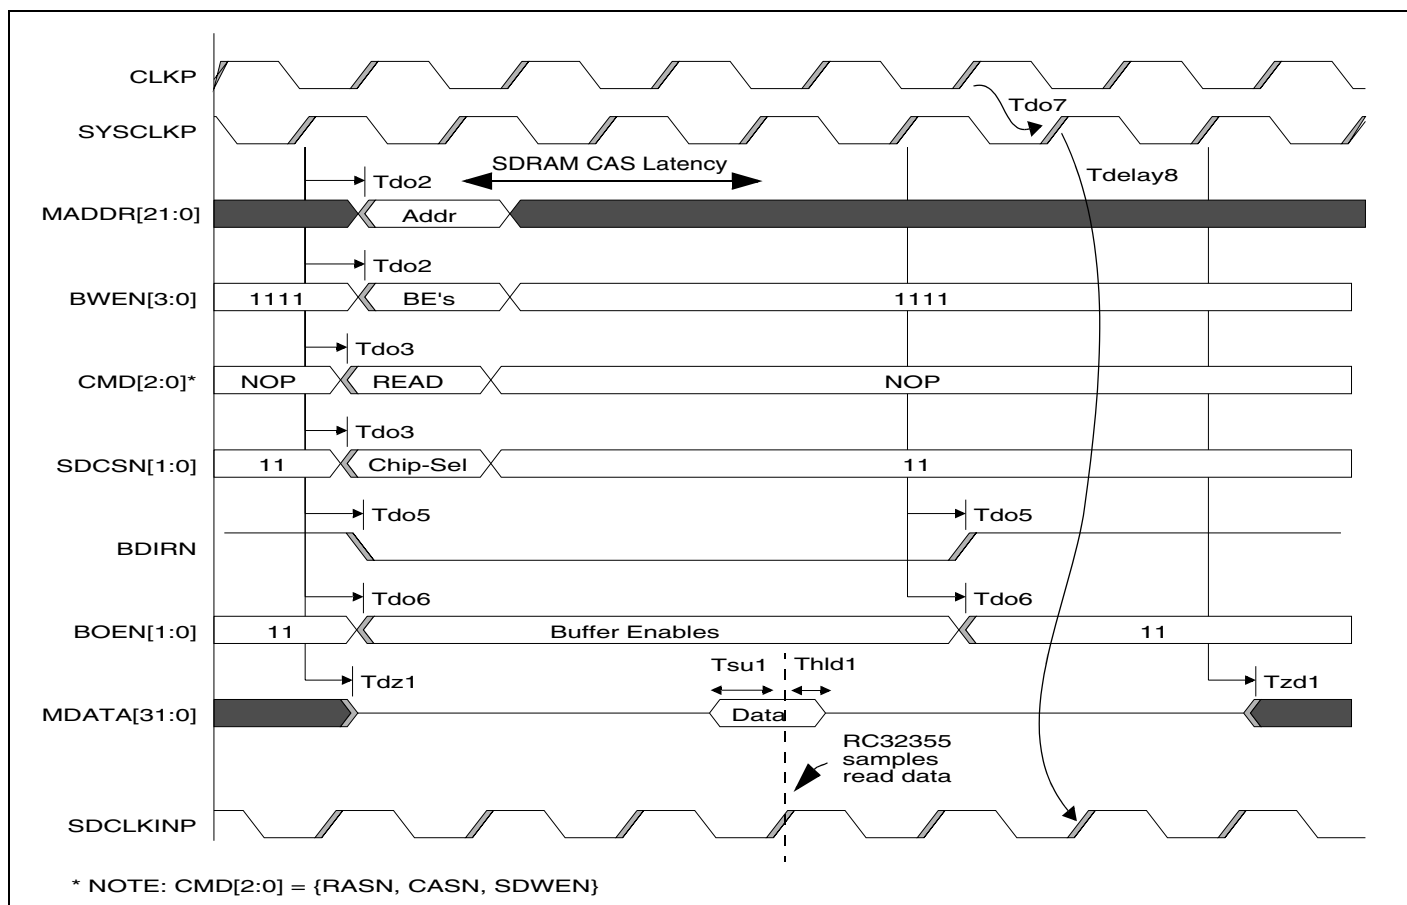 CLKP
Tdo7
SYSCLKP
SDRAM CAS Latency
Tdo2
Tdelay8
MADDR[21:0]
Addr
Tdo2
BWEN[3:0]
1111
BE's
1111
Tdo3
CMD[2:0]*
NOP
READ
NOP
Tdo3
SDCSN[1:0]
11
Chip-Sel
11
Tdo5
Tdo5
BDIRN
Tdo6
Tdo6
BOEN[1:0]
11
Buffer Enables
11
Tsu1
Thld1
Tdz1
Tzd1
MDATA[31:0]
Data
RC32355
samples
read data
SDCLKINP
* NOTE: CMD[2:0] = {RASN, CASN, SDWEN}